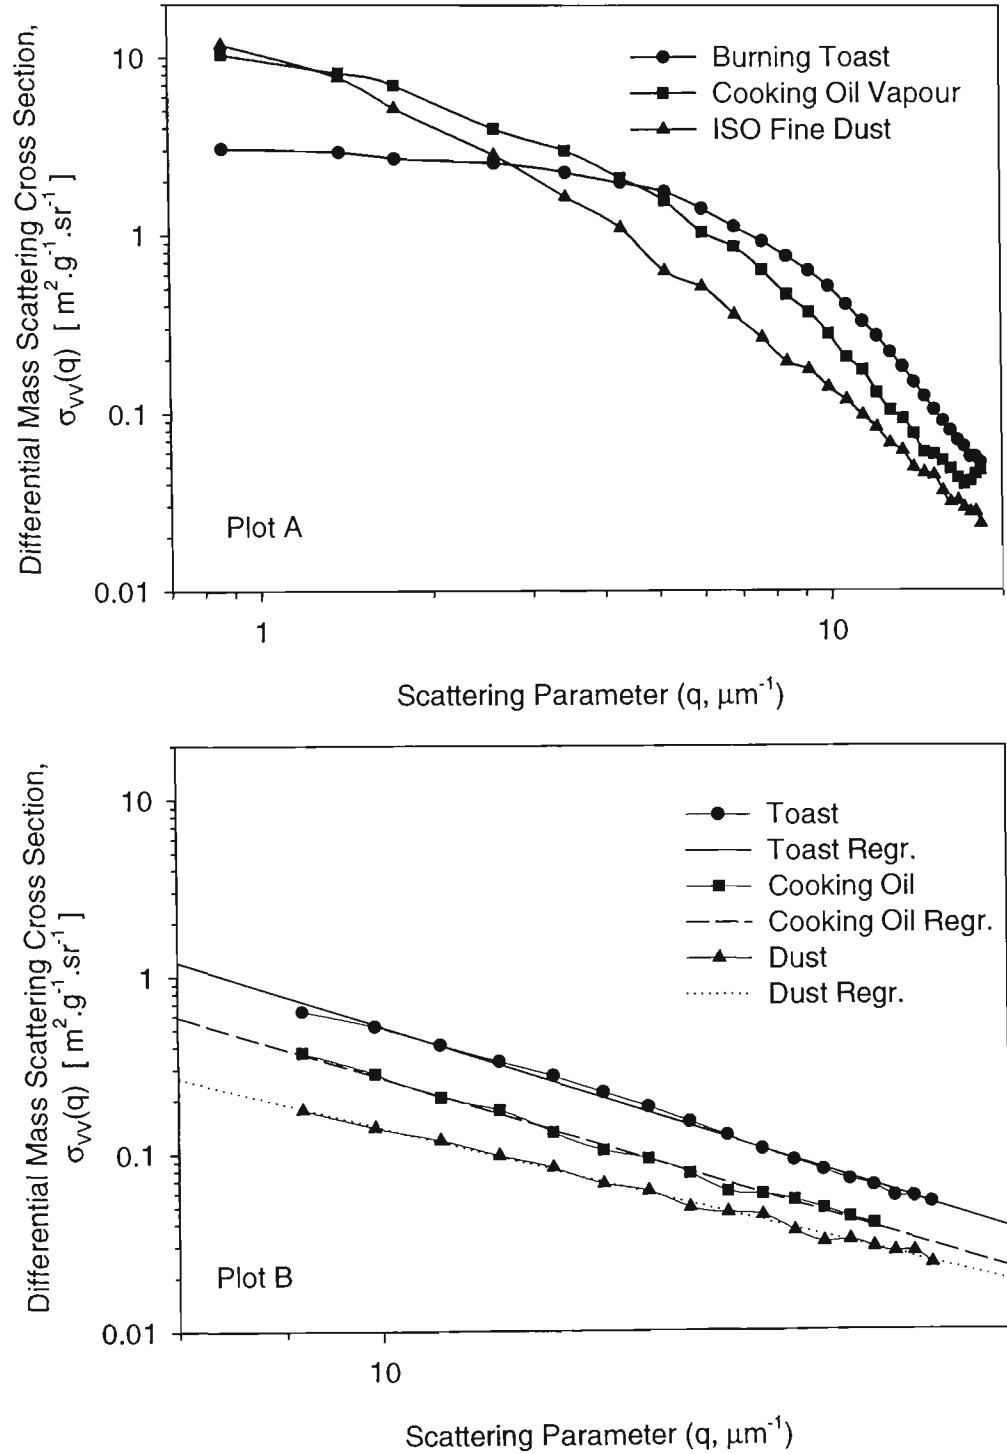 Differential Mass Scattering Cross Section,
σVV(q) [ m².g⁻¹.sr⁻¹ ]
10
1
0.1
0.01
Burning Toast
Cooking Oil Vapour
ISO Fine Dust
Plot A
1 10
Scattering Parameter (q, μm⁻¹)
Differential Mass Scattering Cross Section,
σVV(q) [ m².g⁻¹.sr⁻¹ ]
10
1
0.1
0.01
Toast
Toast Regr.
Cooking Oil
Cooking Oil Regr.
Dust
Dust Regr.
Plot B
10
Scattering Parameter (q, μm⁻¹)